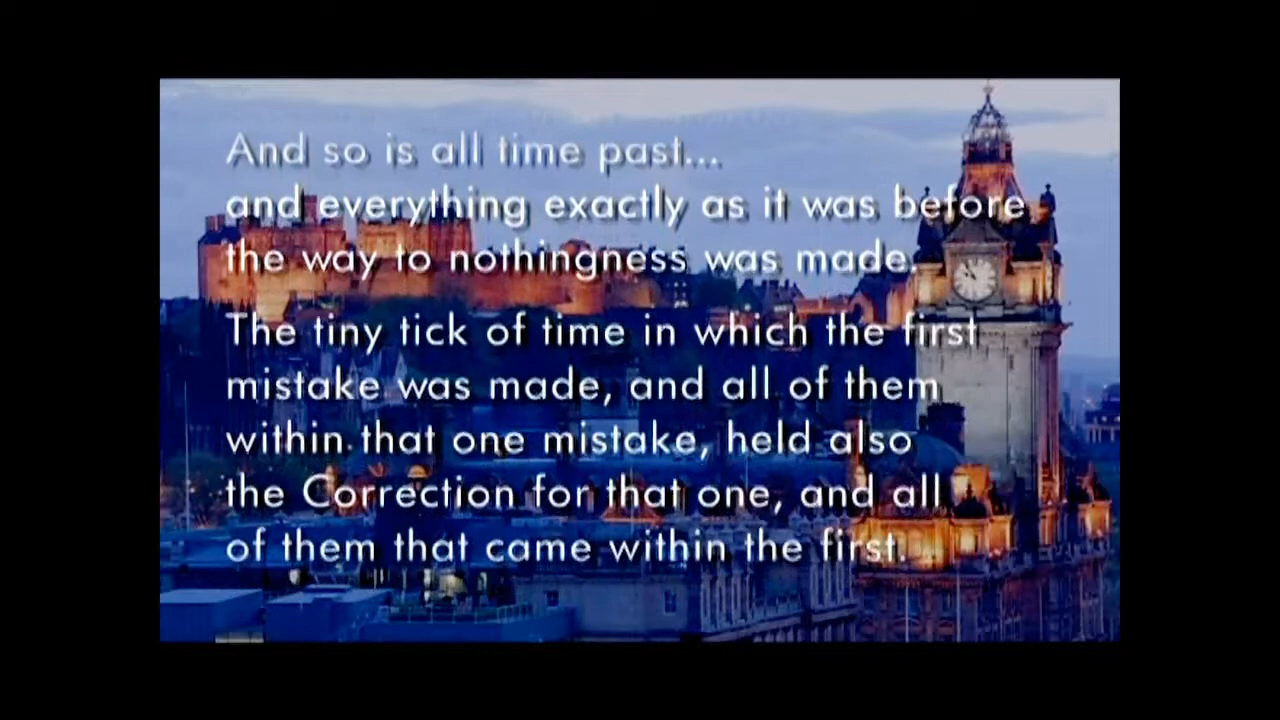 And so is all time past...
and everything exactly as it was before
the way to nothingness was made.
The tiny tick of time in which the first
mistake was made, and all of them
within that one mistake, held also
the Correction for that one, and all
of them that came within the first.